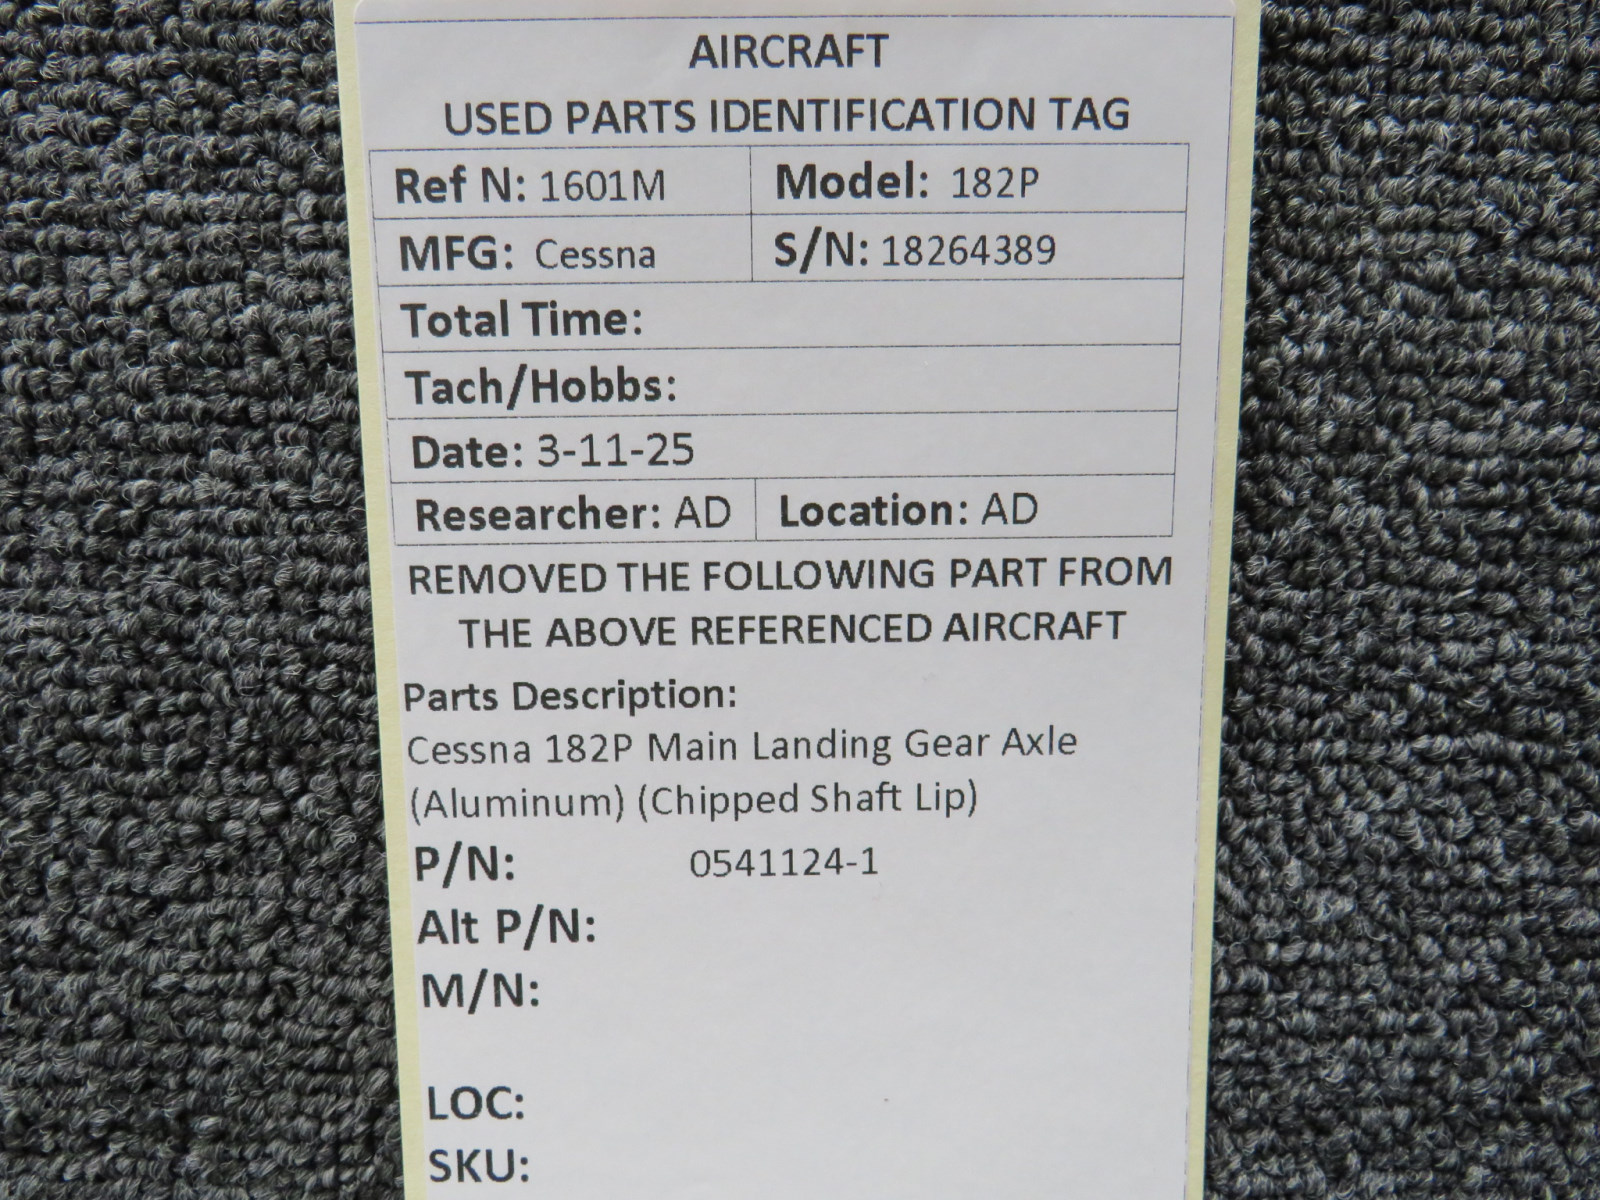 AIRCRAFT
USED PARTS IDENTIFICATION TAG
Ref N: 1601M Model: 182P
MFG: Cessna S/N: 18264389
Total Time:
Tach/Hobbs:
Date: 3-11-25
Researcher: AD Location: AD
REMOVED THE FOLLOWING PART FROM
THE ABOVE REFERENCED AIRCRAFT
Parts Description:
Cessna 182P Main Landing Gear Axle
(Aluminum) (Chipped Shaft Lip)
P/N: 0541124-1
Alt P/N:
M/N:
LOC:
SKU: